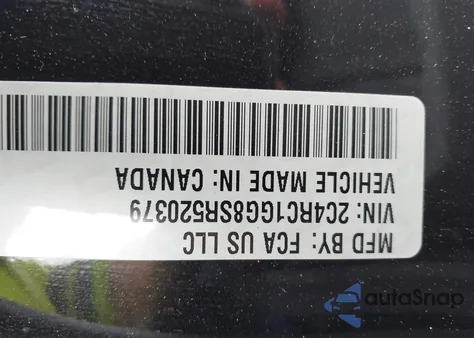 MFD BY: FCA US LLC
VIN: 2C4RC1GG8SR520379
VEHICLE MADE IN: CANADA
autoSnap